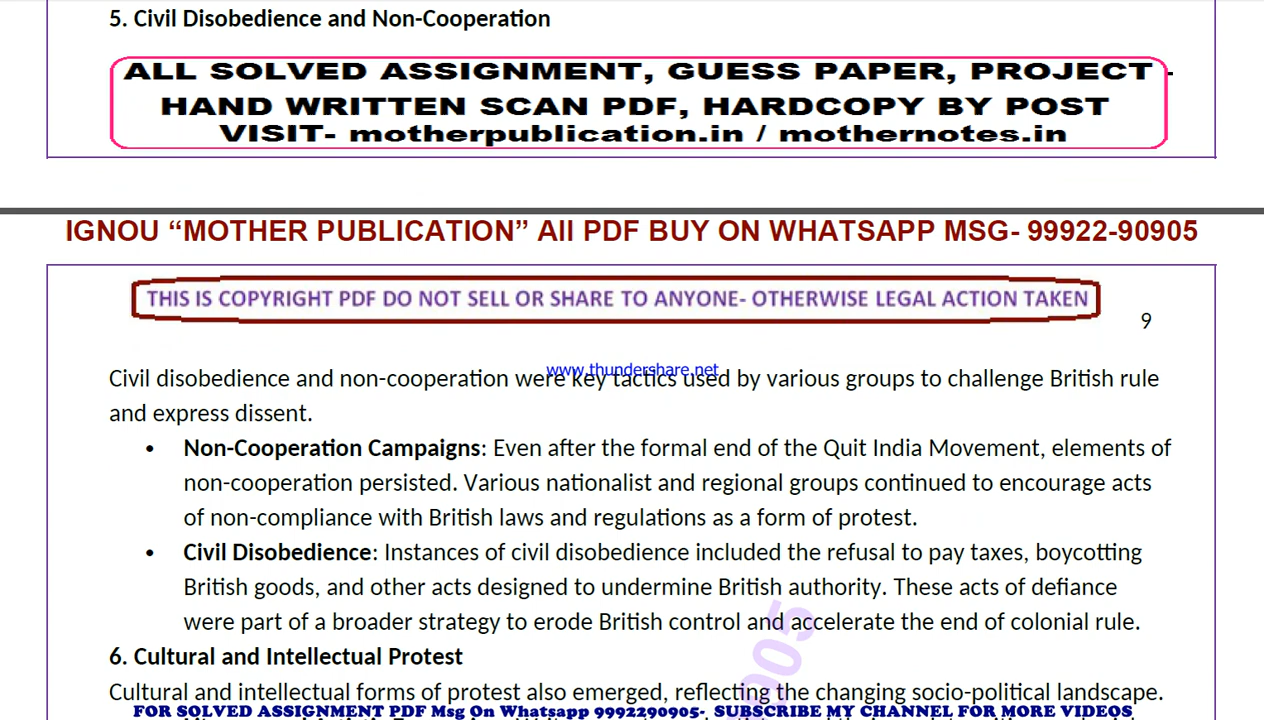 5. Civil Disobedience and Non-Cooperation
ALL SOLVED ASSIGNMENT, GUESS PAPER, PROJECT -
HAND WRITTEN SCAN PDF, HARDCOPY BY POST
VISIT- motherpublication.in / mothernotes.in
IGNOU “MOTHER PUBLICATION” All PDF BUY ON WHATSAPP MSG- 99922-90905
THIS IS COPYRIGHT PDF DO NOT SELL OR SHARE TO ANYONE- OTHERWISE LEGAL ACTION TAKEN
9
www.thundershare.net
Civil disobedience and non-cooperation were key tactics used by various groups to challenge British rule
and express dissent.
• Non-Cooperation Campaigns: Even after the formal end of the Quit India Movement, elements of
non-cooperation persisted. Various nationalist and regional groups continued to encourage acts
of non-compliance with British laws and regulations as a form of protest.
• Civil Disobedience: Instances of civil disobedience included the refusal to pay taxes, boycotting
British goods, and other acts designed to undermine British authority. These acts of defiance
were part of a broader strategy to erode British control and accelerate the end of colonial rule.
905
6. Cultural and Intellectual Protest
Cultural and intellectual forms of protest also emerged, reflecting the changing socio-political landscape.
FOR SOLVED ASSIGNMENT PDF Msg On Whatsapp 9992290905- SUBSCRIBE MY CHANNEL FOR MORE VIDEOS